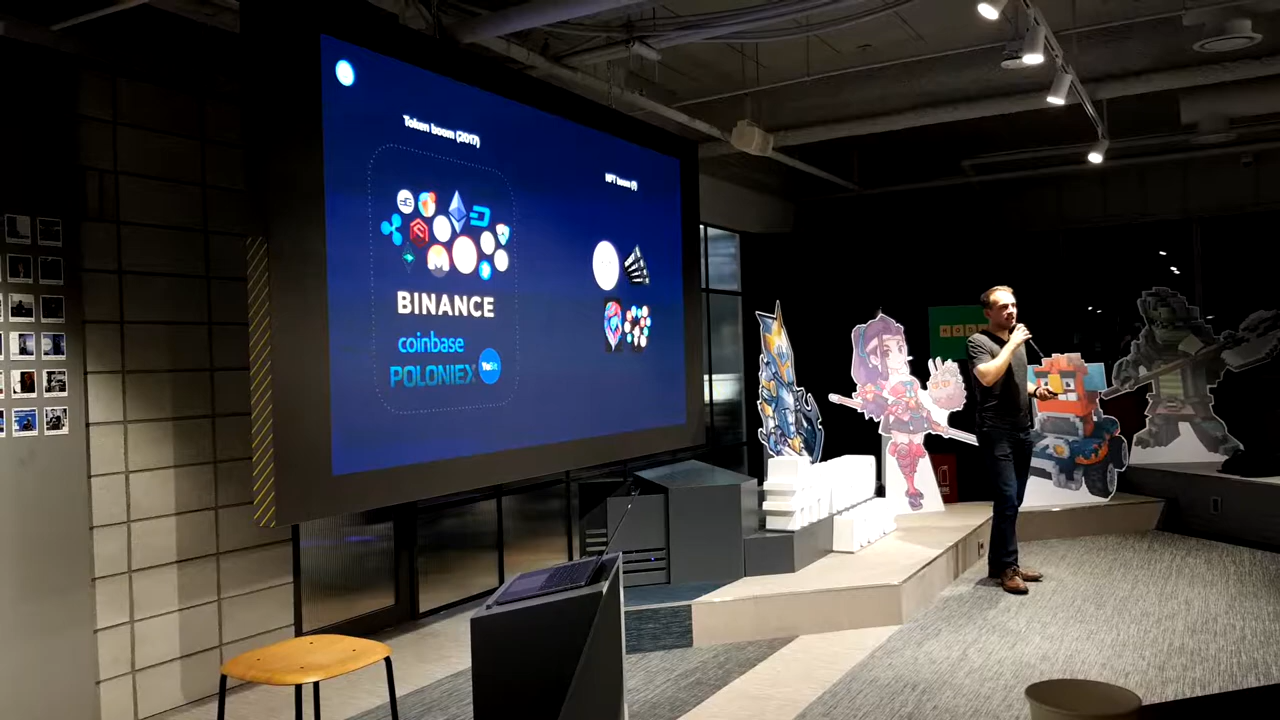 Token boom (2017)
NFT boom (?)
BINANCE
coinbase
POLONIEX
YoBit